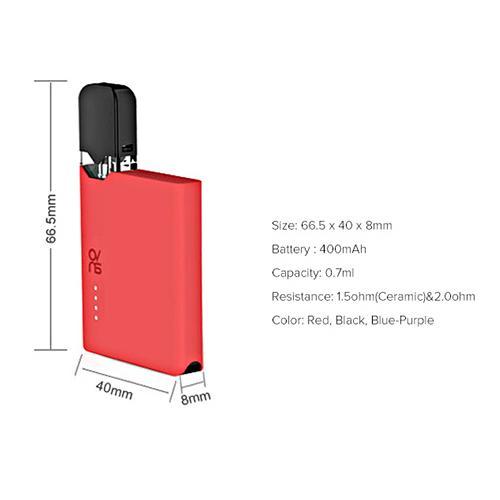 66.5mm
40mm
8mm
Size: 66.5 x 40 x 8mm
Battery : 400mAh
Capacity: 0.7ml
Resistance: 1.5ohm(Ceramic)&2.0ohm
Color: Red, Black, Blue-Purple